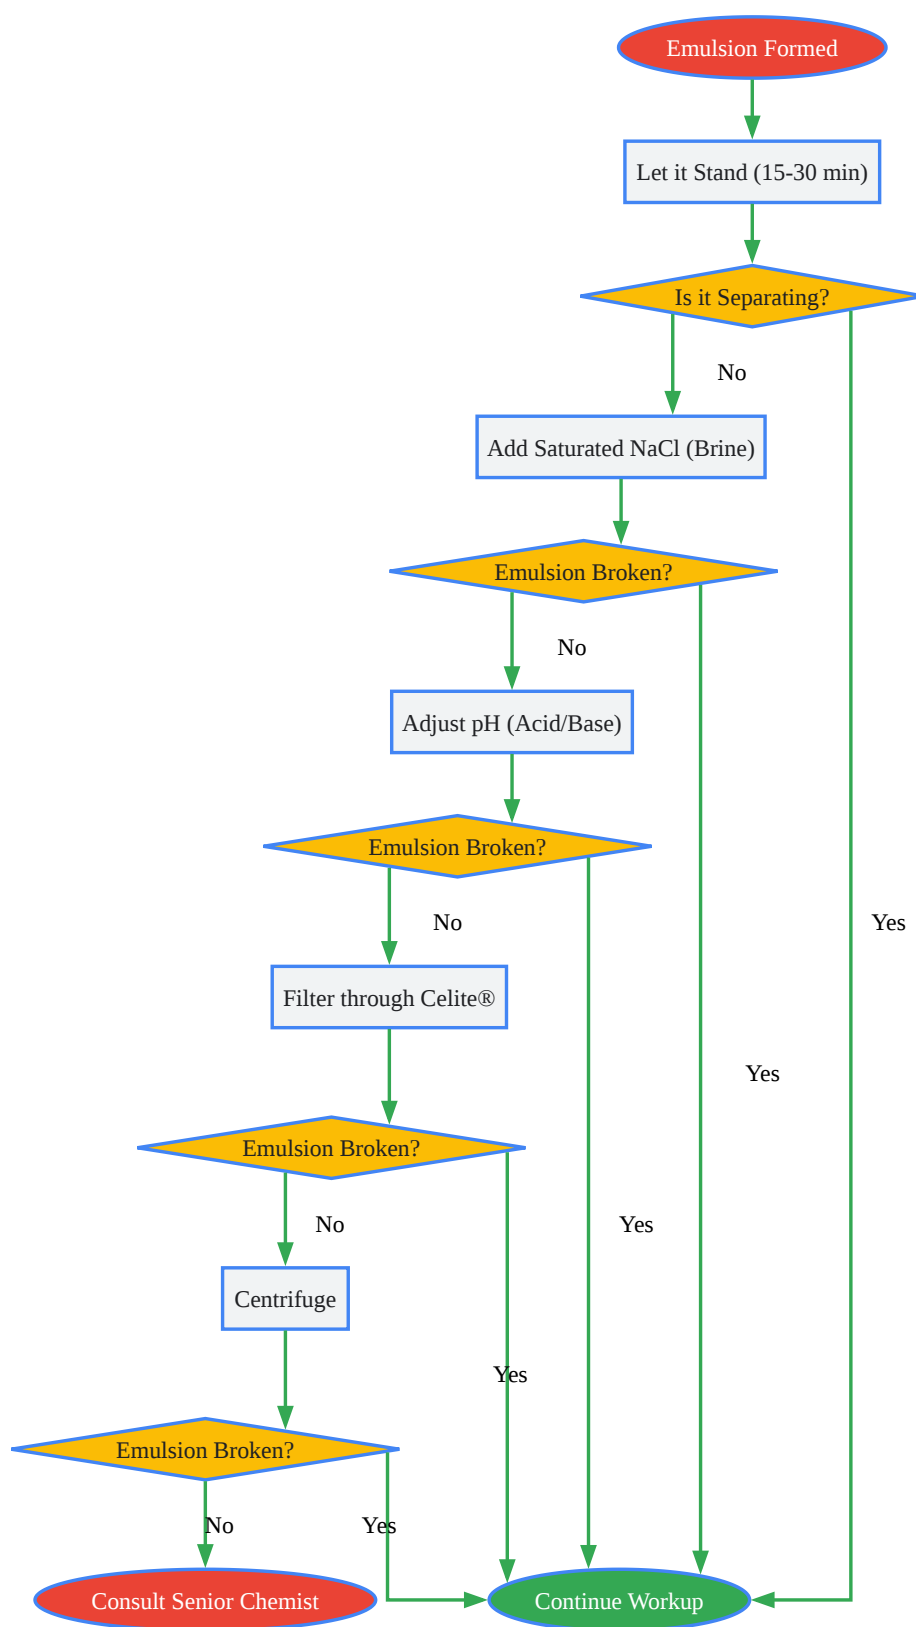 Emulsion Formed
Let it Stand (15-30 min)
Is it Separating?
No
Add Saturated NaCl (Brine)
Emulsion Broken?
No
Adjust pH (Acid/Base)
Emulsion Broken?
No
Yes
Filter through Celite®
Yes
Emulsion Broken?
No
Yes
Centrifuge
Yes
Emulsion Broken?
No
Yes
Consult Senior Chemist
Continue Workup